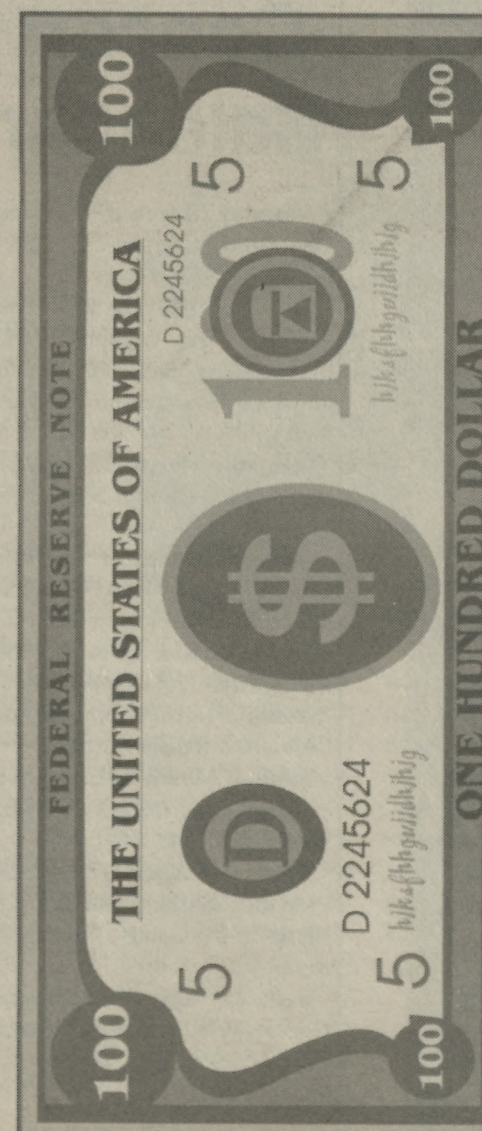 FEDERAL RESERVE NOTE
100 100
THE UNITED STATES OF AMERICA
D 2245624
5 5
D $ 100
D 2245624
5 5
100 100
ONE HUNDRED DOLLAR